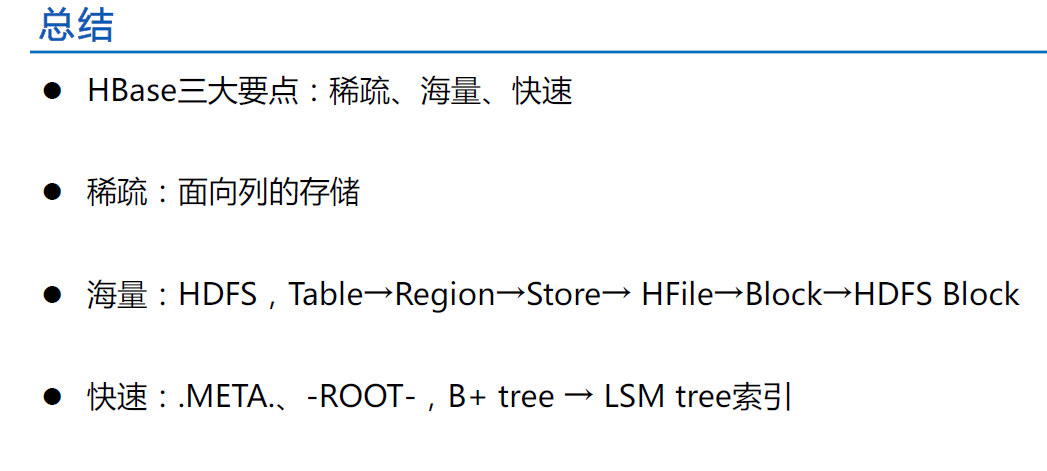 总结
● HBase三大要点：稀疏、海量、快速
● 稀疏：面向列的存储
● 海量：HDFS，Table→Region→Store→ HFile→Block→HDFS Block
● 快速：.META.、-ROOT-，B+ tree → LSM tree索引